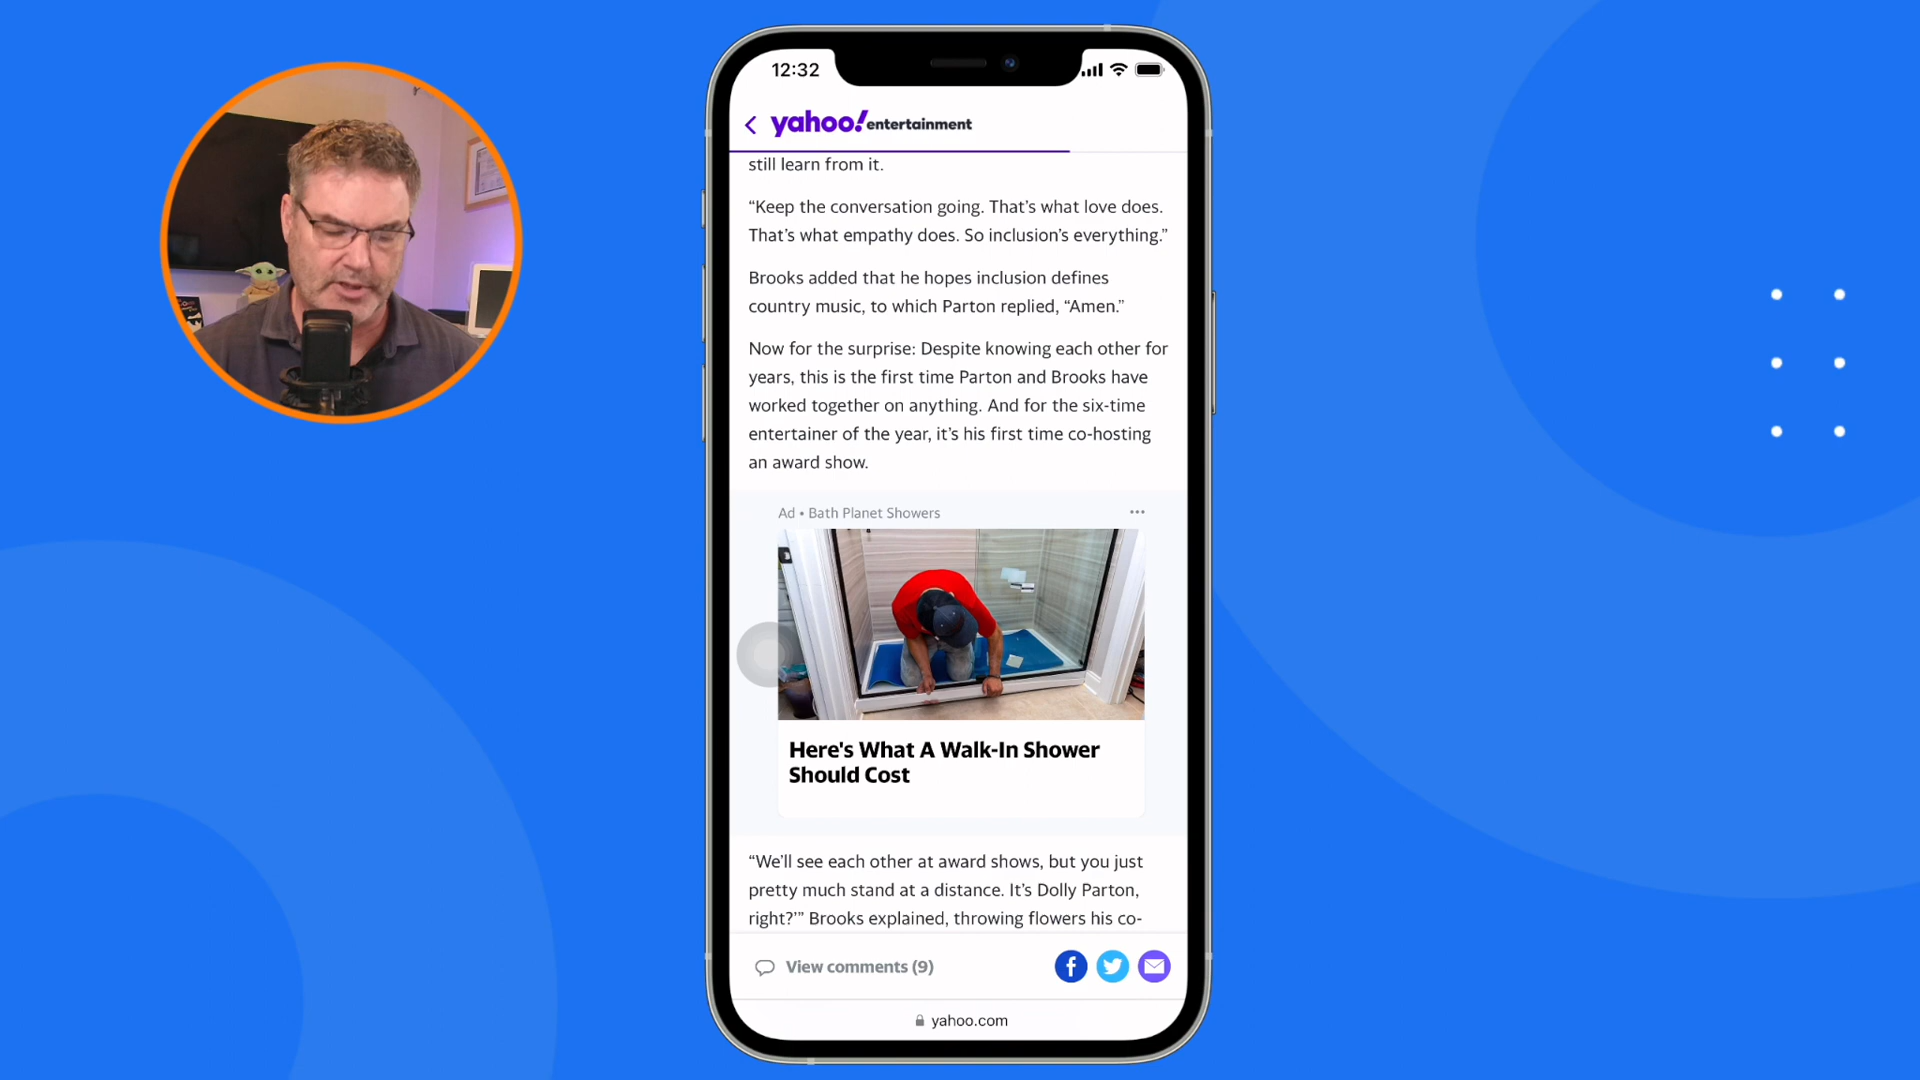 12:32
yahoo!entertainment
still learn from it.
“Keep the conversation going. That’s what love does.
That’s what empathy does. So inclusion’s everything.”
Brooks added that he hopes inclusion defines
country music, to which Parton replied, “Amen.”
Now for the surprise: Despite knowing each other for
years, this is the first time Parton and Brooks have
worked together on anything. And for the six-time
entertainer of the year, it’s his first time co-hosting
an award show.
Ad • Bath Planet Showers
Here's What A Walk-In Shower
Should Cost
“We’ll see each other at award shows, but you just
pretty much stand at a distance. It’s Dolly Parton,
right?’” Brooks explained, throwing flowers his co-
View comments (9)
yahoo.com